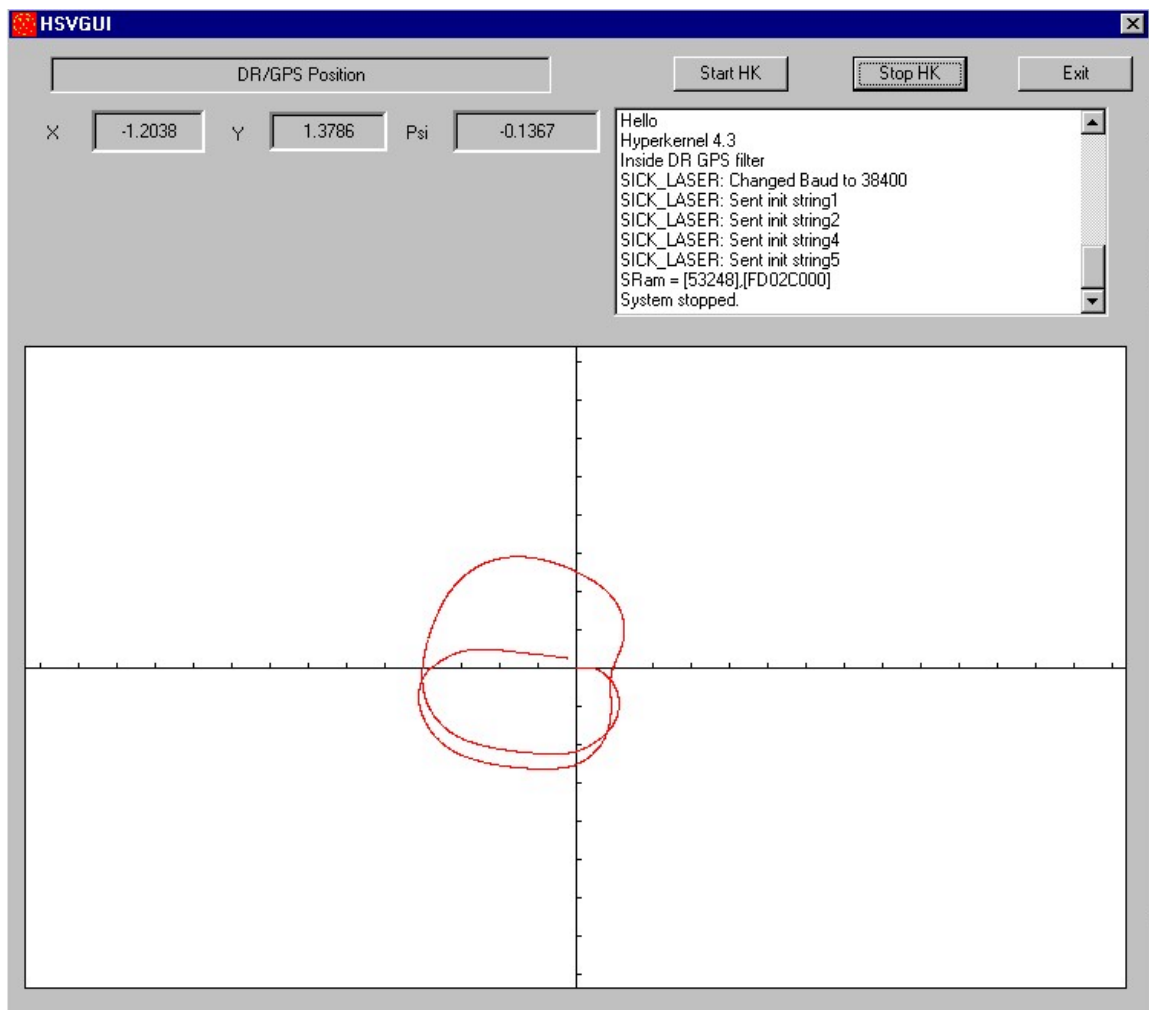 HSVGUI
DR/GPS Position
Start HK
Stop HK
Exit
X -1.2038 Y 1.3786 Psi -0.1367
Hello
Hyperkernel 4.3
Inside DR GPS filter
SICK_LASER: Changed Baud to 38400
SICK_LASER: Sent init string1
SICK_LASER: Sent init string2
SICK_LASER: Sent init string4
SICK_LASER: Sent init string5
SRam = [53248],[FD02C000]
System stopped.